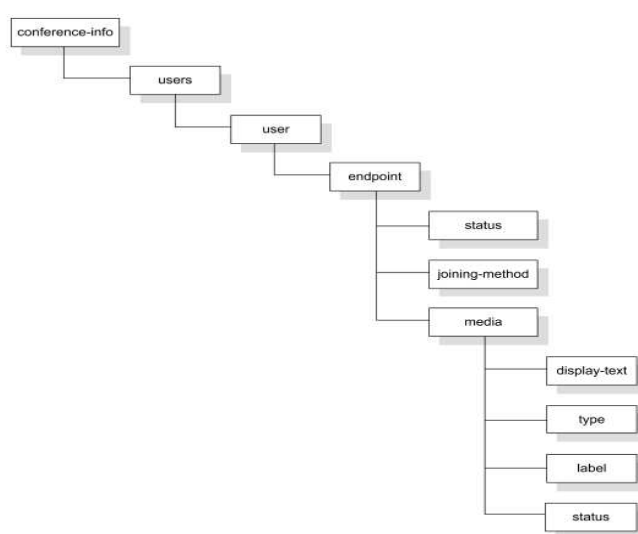 conference-info
users
user
endpoint
status
joining-method
media
display-text
type
label
status